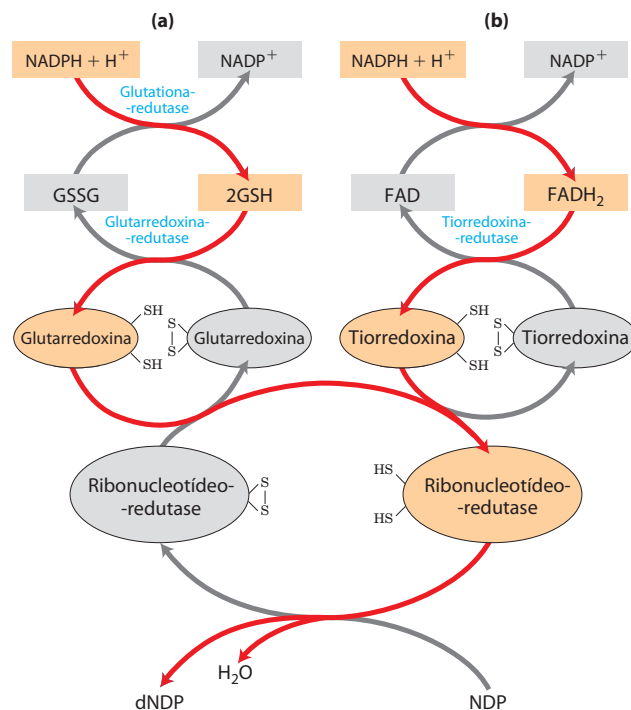 (a)
(b)
NADPH + H⁺
NADP⁺
NADPH + H⁺
NADP⁺
Glutationa-
-redutase
GSSG
2GSH
FAD
FADH₂
Glutarredoxina-
-redutase
Tiorredoxina-
-redutase
Glutarredoxina
SH
SH
S
S
Glutarredoxina
Tiorredoxina
SH
SH
S
S
Tiorredoxina
Ribonucleotídeo-
-redutase
S
S
HS
HS
Ribonucleotídeo-
-redutase
H₂O
dNDP
NDP